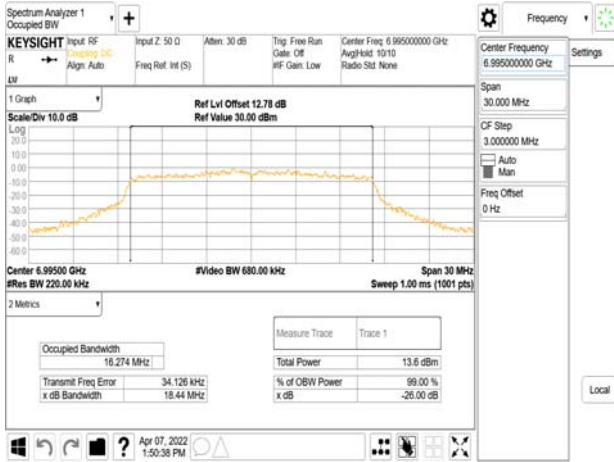 Spectrum Analyzer 1
Occupied BW
+
Frequency
KEYSIGHT
R
LVI
Input: RF
Coupling: DC
Align: Auto
Input Z: 50 Ω
Freq Ref: Int (S)
Atten: 30 dB
Trig: Free Run
Gate: Off
#IF Gain: Low
Center Freq: 6.995000000 GHz
Avg|Hold: 10/10
Radio Std: None
Center Frequency
6.995000000 GHz
Settings
Span
30.000 MHz
CF Step
3.000000 MHz
Auto
Man
Freq Offset
0 Hz
Local
1 Graph
Scale/Div 10.0 dB
Ref Lvl Offset 12.78 dB
Ref Value 30.00 dBm
Log
20.0
10.0
0.00
-10.0
-20.0
-30.0
-40.0
-50.0
-60.0
Center 6.99500 GHz
#Res BW 220.00 kHz
#Video BW 680.00 kHz
Span 30 MHz
Sweep 1.00 ms (1001 pts)
2 Metrics
Measure Trace
Trace 1
Occupied Bandwidth
16.274 MHz
Total Power
13.6 dBm
Transmit Freq Error
34.126 kHz
% of OBW Power
99.00 %
x dB Bandwidth
18.44 MHz
x dB
-26.00 dB
?
Apr 07, 2022
1:50:38 PM